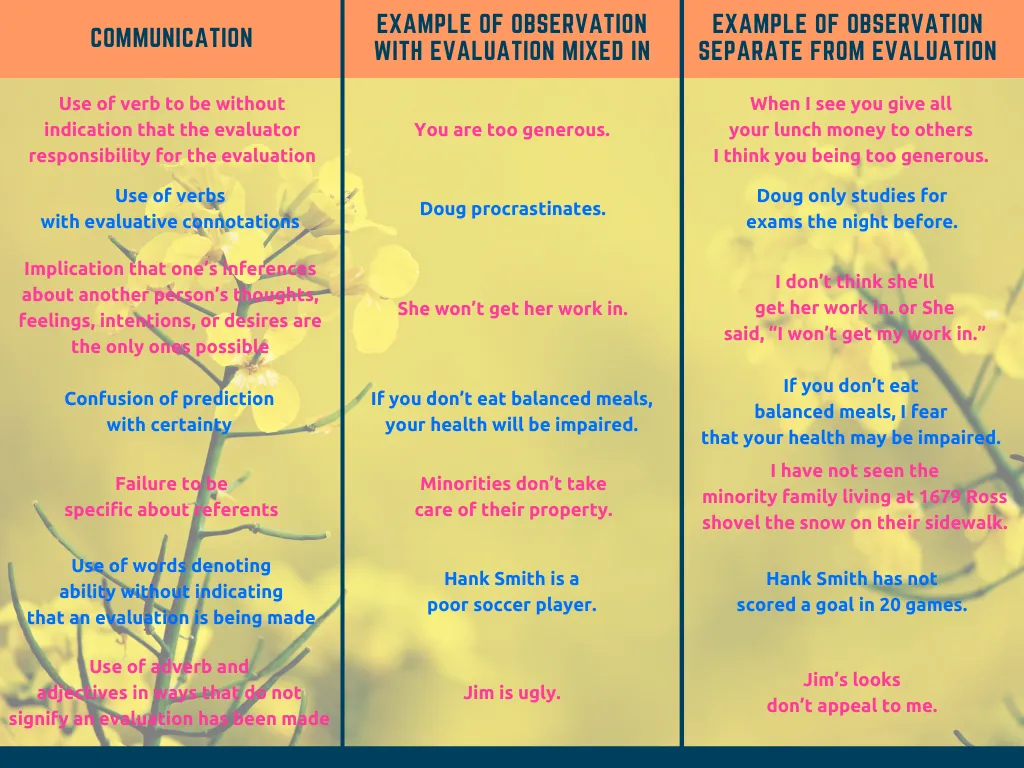 COMMUNICATION
EXAMPLE OF OBSERVATION
WITH EVALUATION MIXED IN
EXAMPLE OF OBSERVATION
SEPARATE FROM EVALUATION
Use of verb to be without
indication that the evaluator
responsibility for the evaluation
You are too generous.
When I see you give all
your lunch money to others
I think you being too generous.
Use of verbs
with evaluative connotations
Doug procrastinates.
Doug only studies for
exams the night before.
Implication that one’s inferences
about another person’s thoughts,
feelings, intentions, or desires are
the only ones possible
She won’t get her work in.
I don’t think she’ll
get her work in. or She
said, “I won’t get my work in.”
Confusion of prediction
with certainty
If you don’t eat balanced meals,
your health will be impaired.
If you don’t eat
balanced meals, I fear
that your health may be impaired.
Failure to be
specific about referents
Minorities don’t take
care of their property.
I have not seen the
minority family living at 1679 Ross
shovel the snow on their sidewalk.
Use of words denoting
ability without indicating
that an evaluation is being made
Hank Smith is a
poor soccer player.
Hank Smith has not
scored a goal in 20 games.
Use of adverb and
adjectives in ways that do not
signify an evaluation has been made
Jim is ugly.
Jim’s looks
don’t appeal to me.